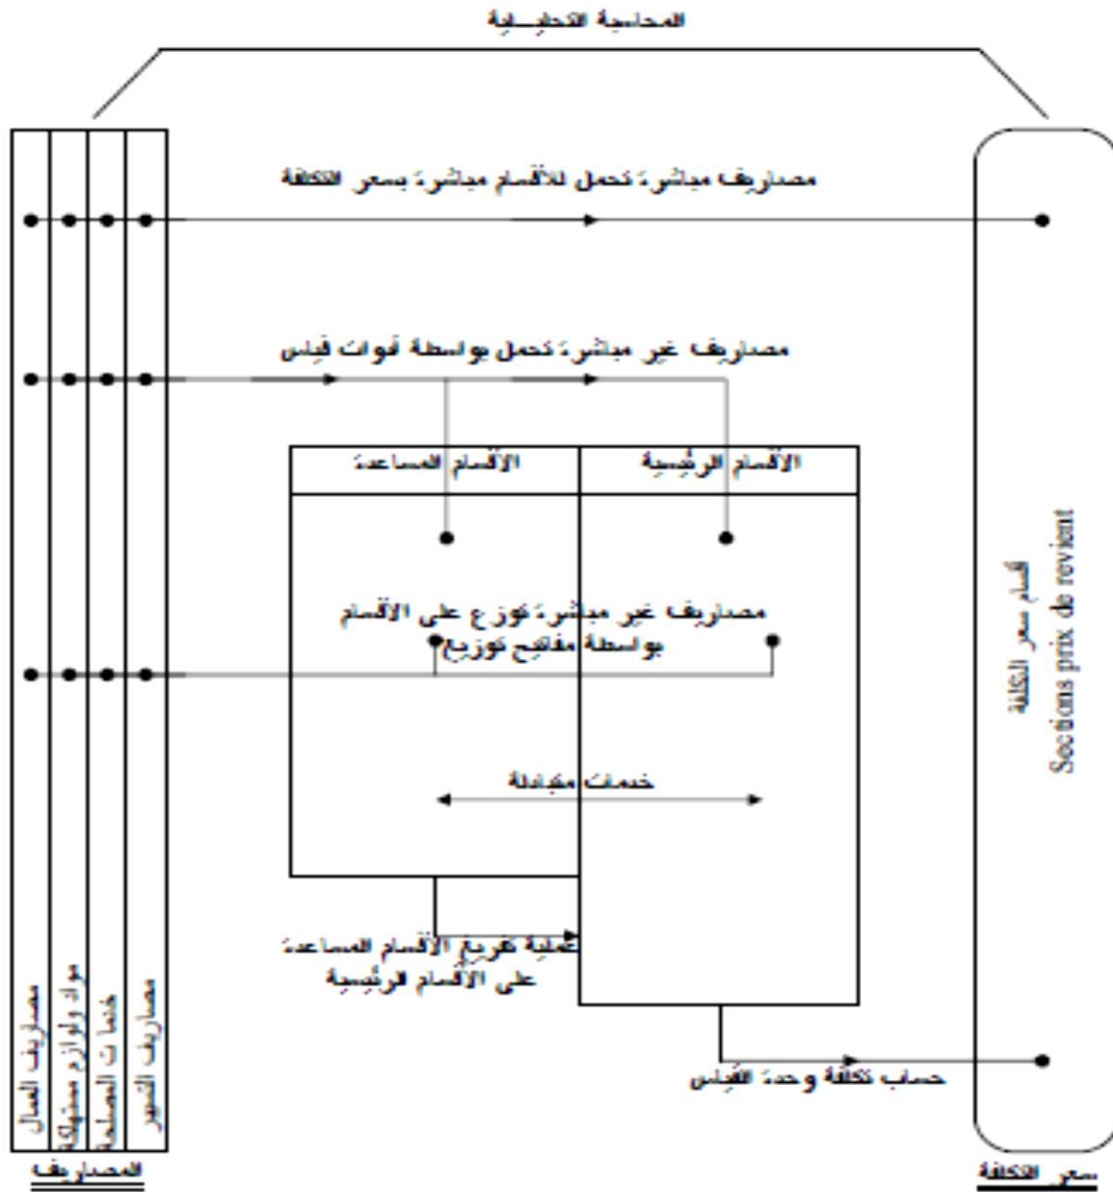 المحاسبة التحليلية
مصاريف مباشرة تحمل للأقسام مباشرة بسعر التكلفة
مصاريف غير مباشرة تحمل بواسطة أدوات قياس
الأقسام الرئيسية
الأقسام المساعدة
مصاريف غير مباشرة توزع على الأقسام
بواسطة مفاتيح توزيع
خدمات متبادلة
عملية تفريغ الأقسام المساعدة
على الأقسام الرئيسية
حساب تكلفة وحدة القياس
أقسام سعر التكلفة
Sections prix de revient
سعر التكلفة
مصاريف العمال
مواد ولوازم مستهلكة
خدمات المصلحة
مصاريف التسيير
المصاريف